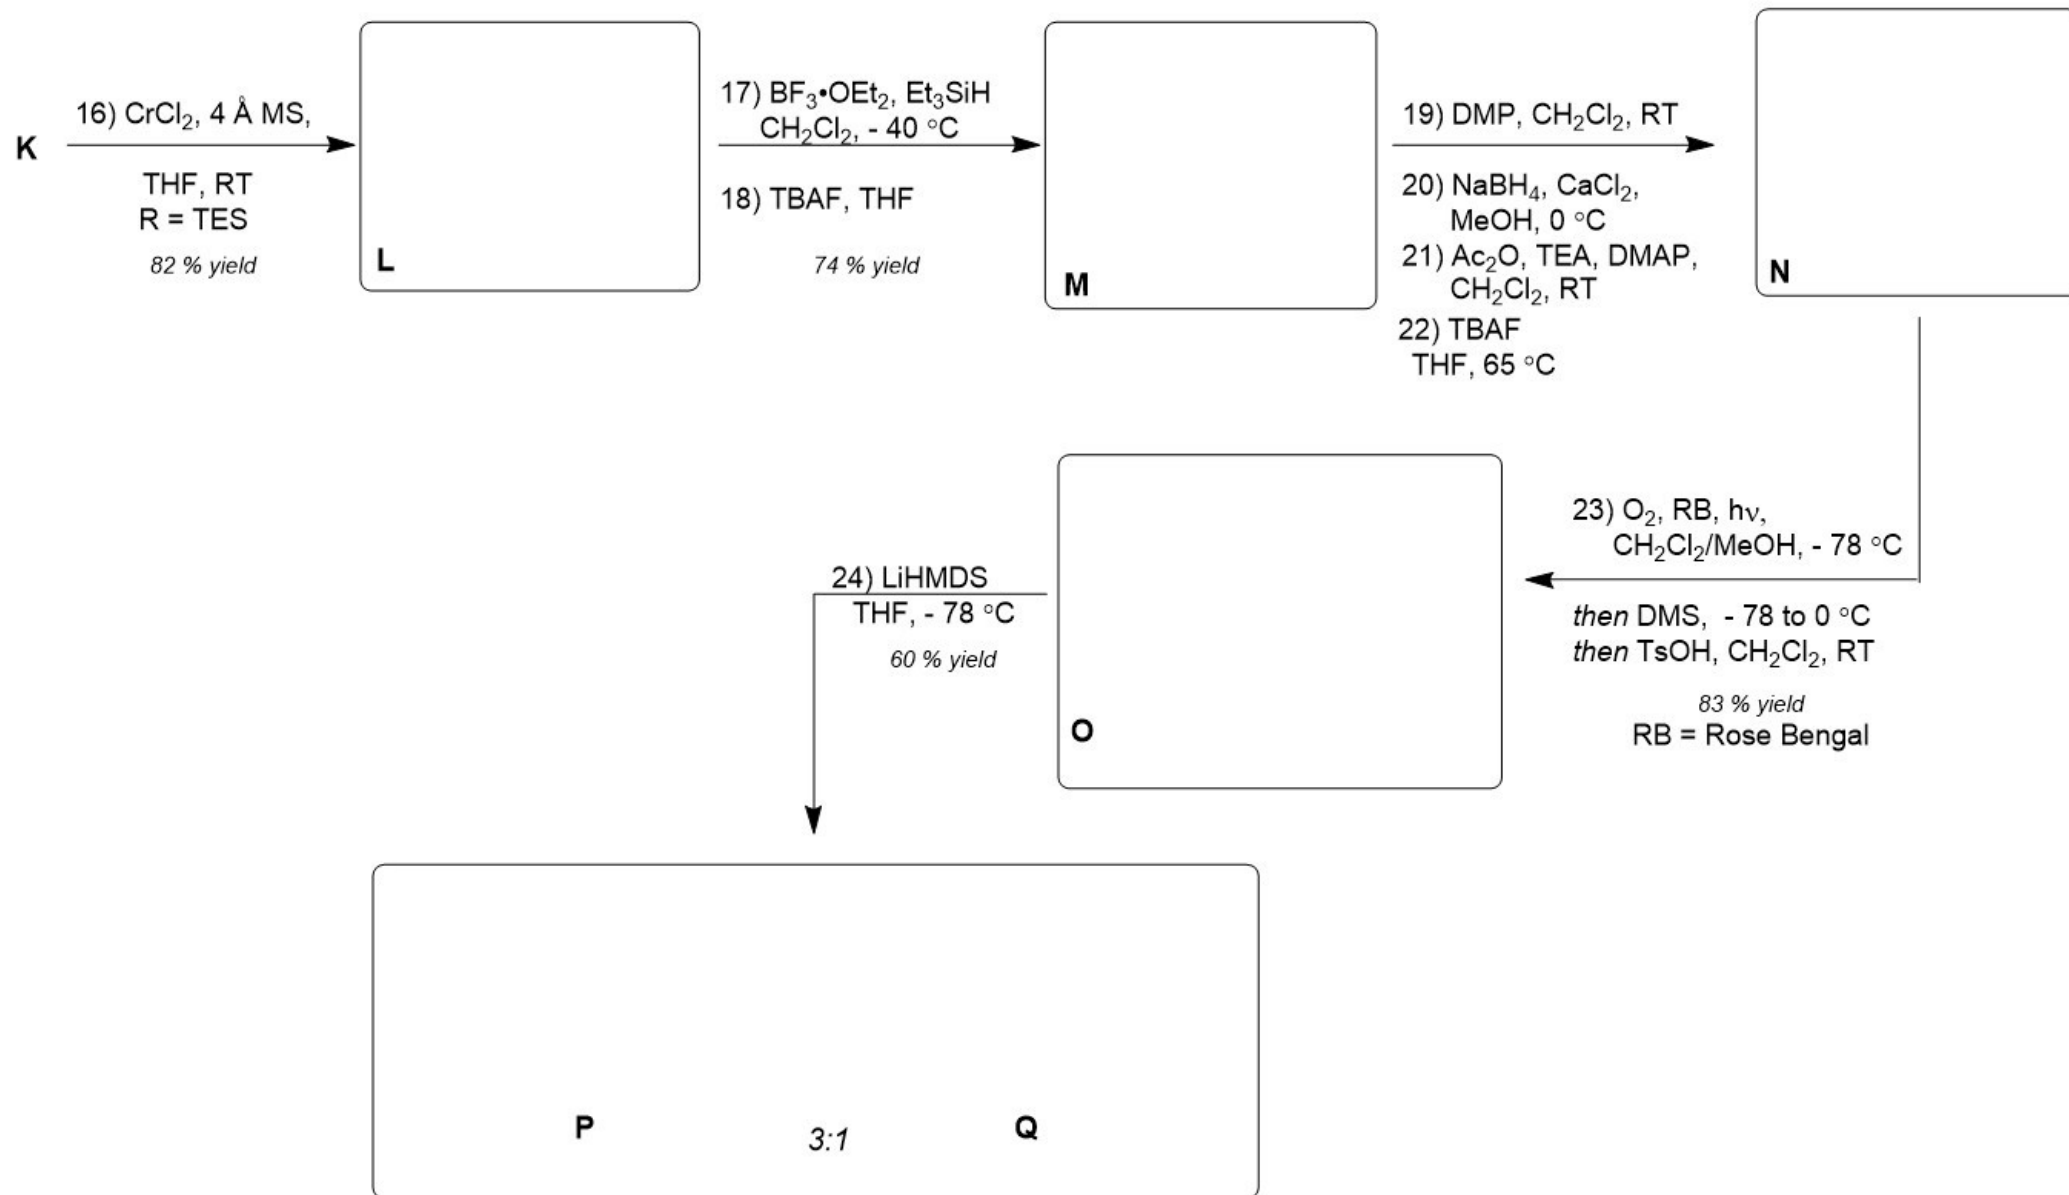 K
16) CrCl₂, 4 Å MS,
THF, RT
R = TES
82 % yield
L
17) BF₃•OEt₂, Et₃SiH
CH₂Cl₂, - 40 °C
18) TBAF, THF
74 % yield
M
19) DMP, CH₂Cl₂, RT
20) NaBH₄, CaCl₂,
MeOH, 0 °C
21) Ac₂O, TEA, DMAP,
CH₂Cl₂, RT
22) TBAF
THF, 65 °C
N
23) O₂, RB, hν,
CH₂Cl₂/MeOH, - 78 °C
then DMS, - 78 to 0 °C
then TsOH, CH₂Cl₂, RT
83 % yield
RB = Rose Bengal
O
24) LiHMDS
THF, - 78 °C
60 % yield
P
3:1
Q